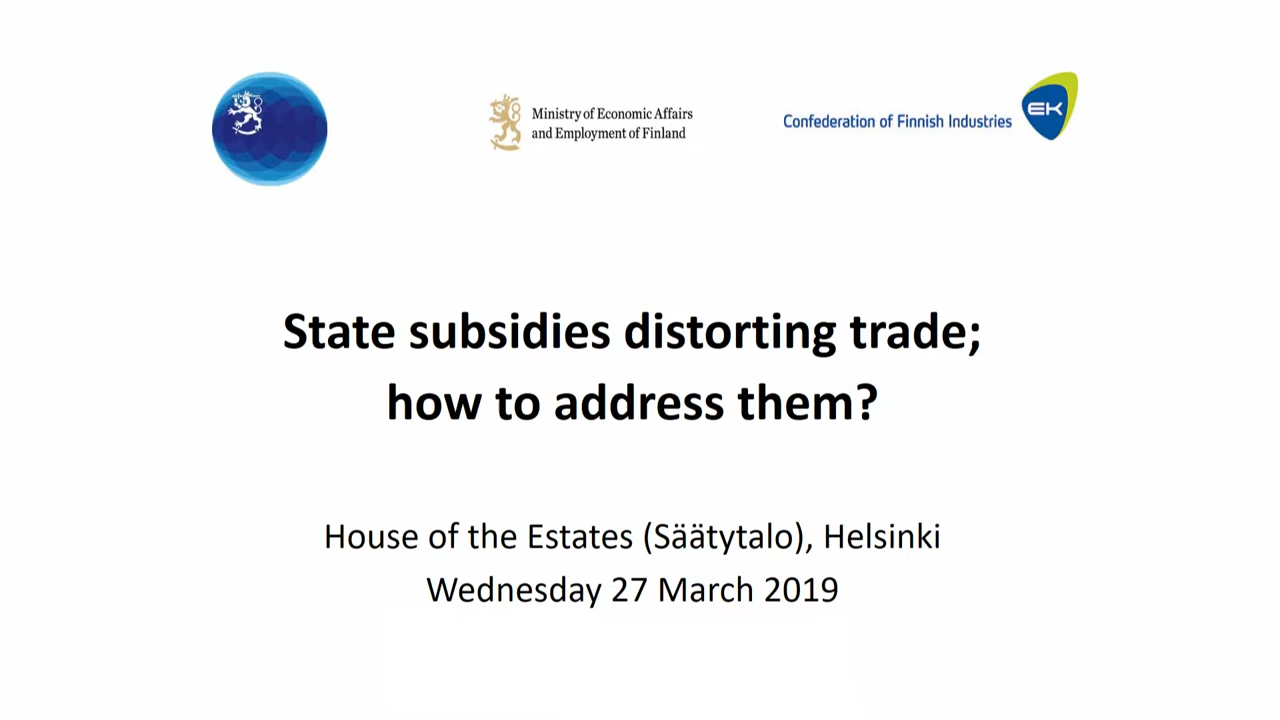 Ministry of Economic Affairs
and Employment of Finland
Confederation of Finnish Industries
EK
State subsidies distorting trade;
how to address them?
House of the Estates (Säätytalo), Helsinki
Wednesday 27 March 2019